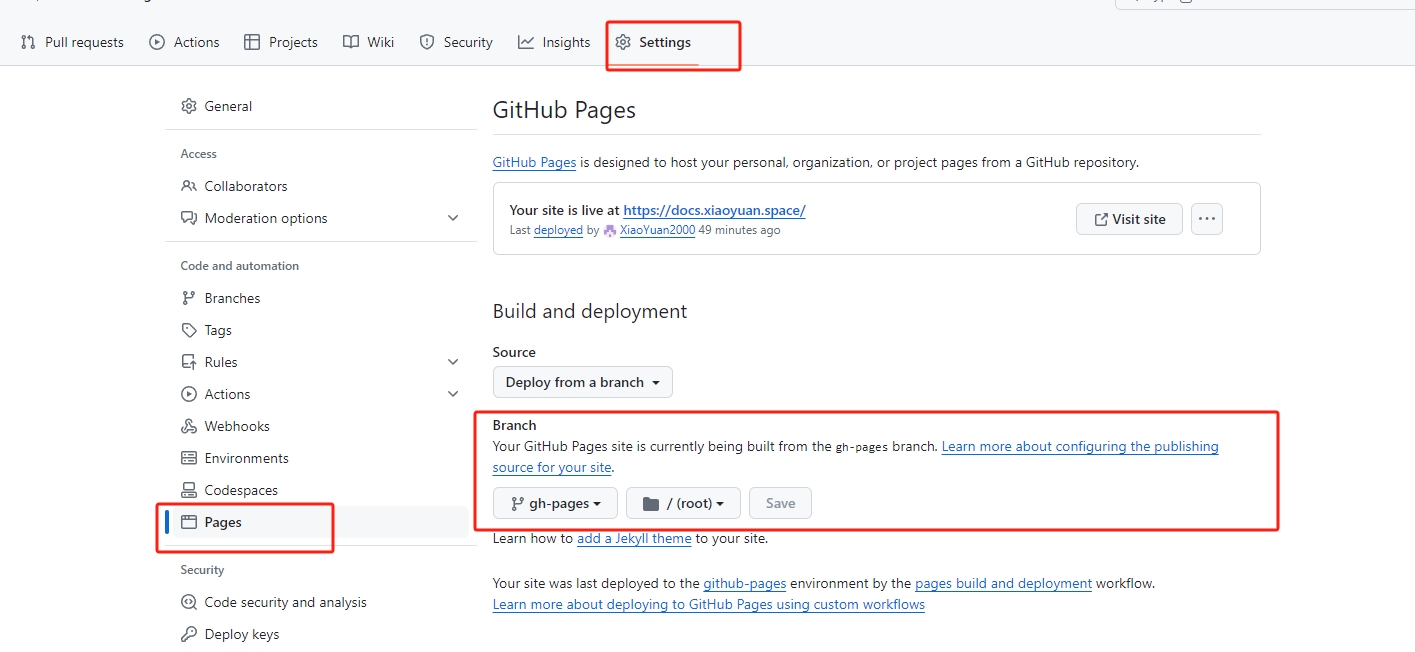 Pull requests Actions Projects Wiki Security Insights Settings
General
Access
Collaborators
Moderation options
Code and automation
Branches
Tags
Rules
Actions
Webhooks
Environments
Codespaces
Pages
Security
Code security and analysis
Deploy keys
GitHub Pages
GitHub Pages is designed to host your personal, organization, or project pages from a GitHub repository.
Your site is live at https://docs.xiaoyuan.space/
Last deployed by XiaoYuan2000 49 minutes ago
Visit site
Build and deployment
Source
Deploy from a branch
Branch
Your GitHub Pages site is currently being built from the gh-pages branch. Learn more about configuring the publishing
source for your site.
gh-pages / (root) Save
Learn how to add a Jekyll theme to your site.
Your site was last deployed to the github-pages environment by the pages build and deployment workflow.
Learn more about deploying to GitHub Pages using custom workflows